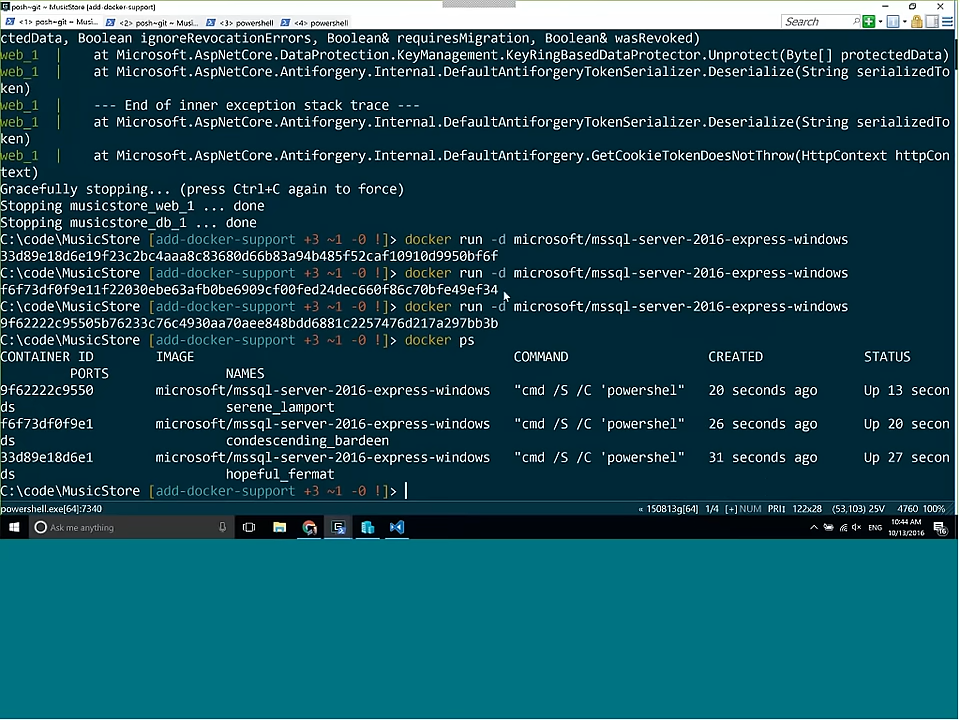 posh~git ~ MusicStore [add-docker-support]
<1> posh~git ~ Musi... <2> posh~git ~ Musi... <3> powershell <4> powershell Search
ctedData, Boolean ignoreRevocationErrors, Boolean& requiresMigration, Boolean& wasRevoked)
web_1 | at Microsoft.AspNetCore.DataProtection.KeyManagement.KeyRingBasedDataProtector.Unprotect(Byte[] protectedData)
web_1 | at Microsoft.AspNetCore.Antiforgery.Internal.DefaultAntiforgeryTokenSerializer.Deserialize(String serializedTo
ken)
web_1 | --- End of inner exception stack trace ---
web_1 | at Microsoft.AspNetCore.Antiforgery.Internal.DefaultAntiforgeryTokenSerializer.Deserialize(String serializedTo
ken)
web_1 | at Microsoft.AspNetCore.Antiforgery.Internal.DefaultAntiforgery.GetCookieTokenDoesNotThrow(HttpContext httpCon
text)
Gracefully stopping... (press Ctrl+C again to force)
Stopping musicstore_web_1 ... done
Stopping musicstore_db_1 ... done
C:\code\MusicStore [add-docker-support +3 ~1 -0 !]> docker run -d microsoft/mssql-server-2016-express-windows
33d89e18d6e19f23c2bc4aaa8c83680d66b83a94b485f52caf10910d9950bf6f
C:\code\MusicStore [add-docker-support +3 ~1 -0 !]> docker run -d microsoft/mssql-server-2016-express-windows
f6f73df0f9e11f22030ebe63afb0be6909cf00fed24dec660f86c70bfe49ef34
C:\code\MusicStore [add-docker-support +3 ~1 -0 !]> docker run -d microsoft/mssql-server-2016-express-windows
9f62222c95505b76233c76c4930aa70aee848bdd6881c2257476d217a297bb3b
C:\code\MusicStore [add-docker-support +3 ~1 -0 !]> docker ps
CONTAINER ID IMAGE COMMAND CREATED STATUS
PORTS NAMES
9f62222c9550 microsoft/mssql-server-2016-express-windows "cmd /S /C 'powershel" 20 seconds ago Up 13 secon
ds serene_lamport
f6f73df0f9e1 microsoft/mssql-server-2016-express-windows "cmd /S /C 'powershel" 26 seconds ago Up 20 secon
ds condescending_bardeen
33d89e18d6e1 microsoft/mssql-server-2016-express-windows "cmd /S /C 'powershel" 31 seconds ago Up 27 secon
ds hopeful_fermat
C:\code\MusicStore [add-docker-support +3 ~1 -0 !]>
powershell.exe[64]:7340 « 150813g[64] 1/4 [+] NUM PRI‡ 122x28 (53,103) 25V 4760 100%
Ask me anything ENG 10:44 AM
10/13/2016 16